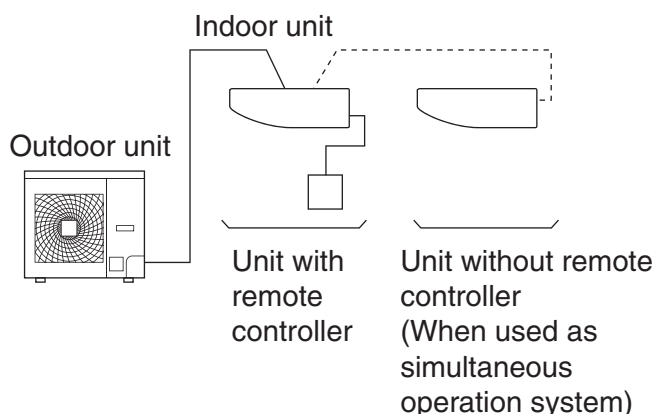 Indoor unit
Outdoor unit
Unit with
remote
controller
Unit without remote
controller
(When used as
simultaneous
operation system)